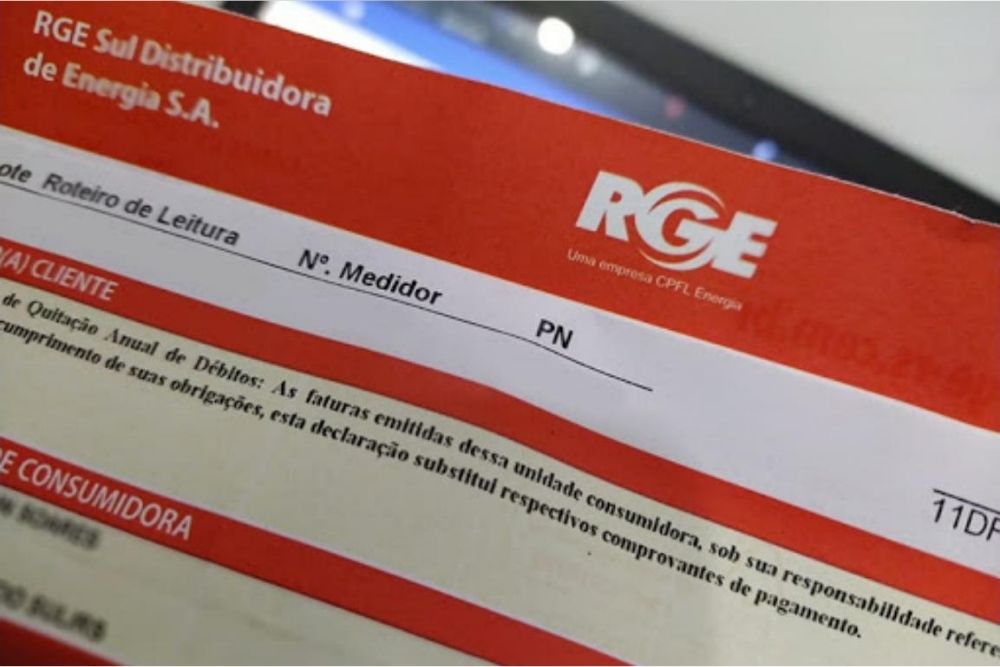 RGE Sul Distribuidora
de Energia S.A.
RGE
Uma empresa CPFL Energia
ote Roteiro de Leitura Nº. Medidor PN
(A) CLIENTE
de Quitação Anual de Débitos: As faturas emitidas dessa unidade consumidora, sob sua responsabilidade refere
cumprimento de suas obrigações, esta declaração substitui respectivos comprovantes de pagamento.
11DF
E CONSUMIDORA